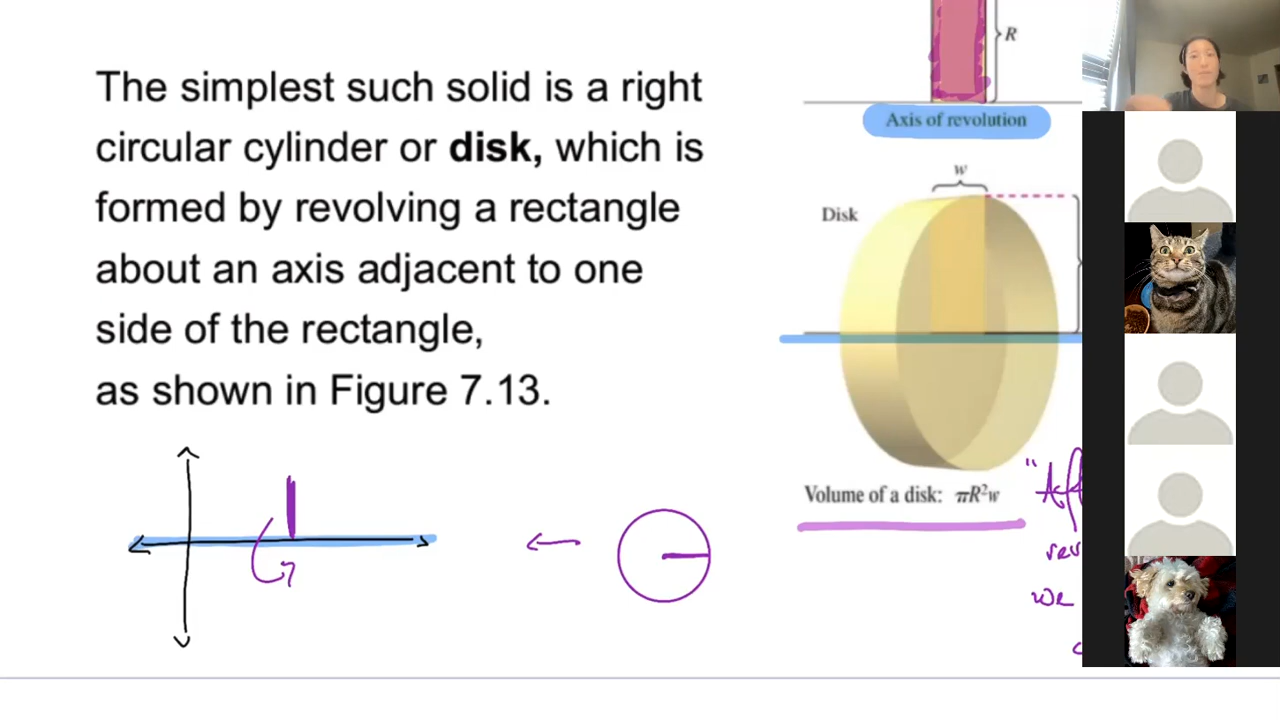 The simplest such solid is a right
circular cylinder or disk, which is
formed by revolving a rectangle
about an axis adjacent to one
side of the rectangle,
as shown in Figure 7.13.
R
Axis of revolution
w
Disk
Volume of a disk: πR²w
"Aff
rev
we